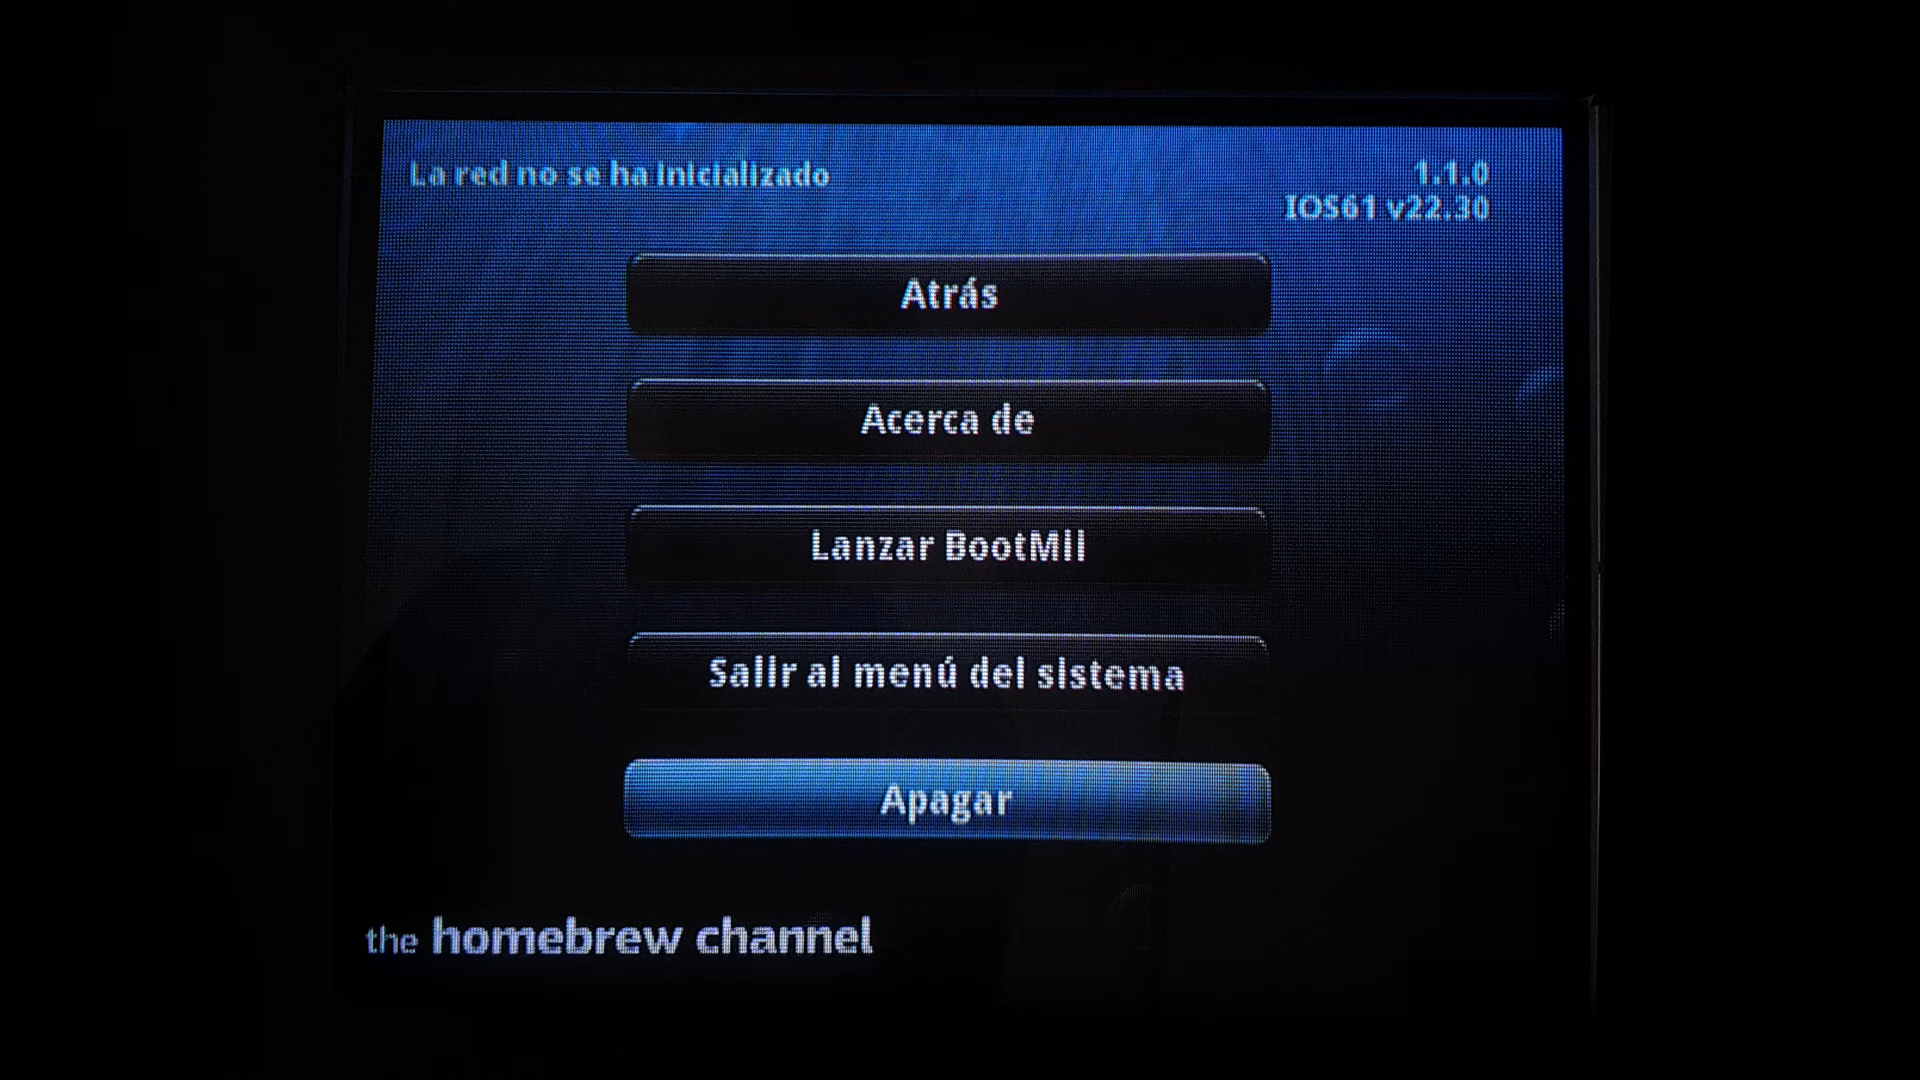 La red no se ha inicializado
1.1.0
IOS61 v22.30
Atrás
Acerca de
Lanzar BootMii
Salir al menú del sistema
Apagar
the homebrew channel